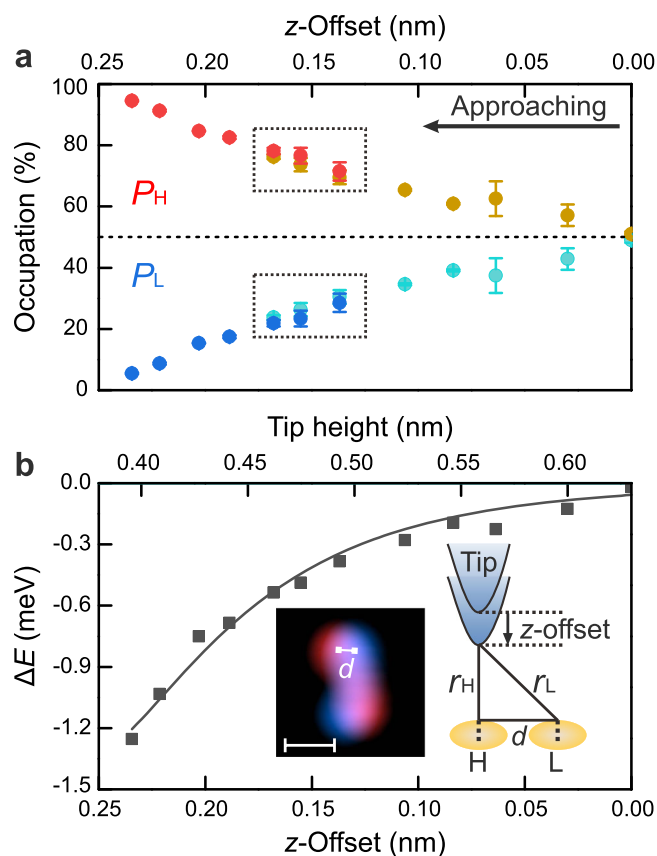 z-Offset (nm)
0.25 0.20 0.15 0.10 0.05 0.00
a
100
80
60
40
20
0
Occupation (%)
Approaching
PH
PL
Tip height (nm)
b
0.40 0.45 0.50 0.55 0.60
0.0
-0.3
-0.6
-0.9
-1.2
-1.5
ΔE (meV)
Tip
z-offset
d
rH
rL
d
H
L
0.25 0.20 0.15 0.10 0.05 0.00
z-Offset (nm)